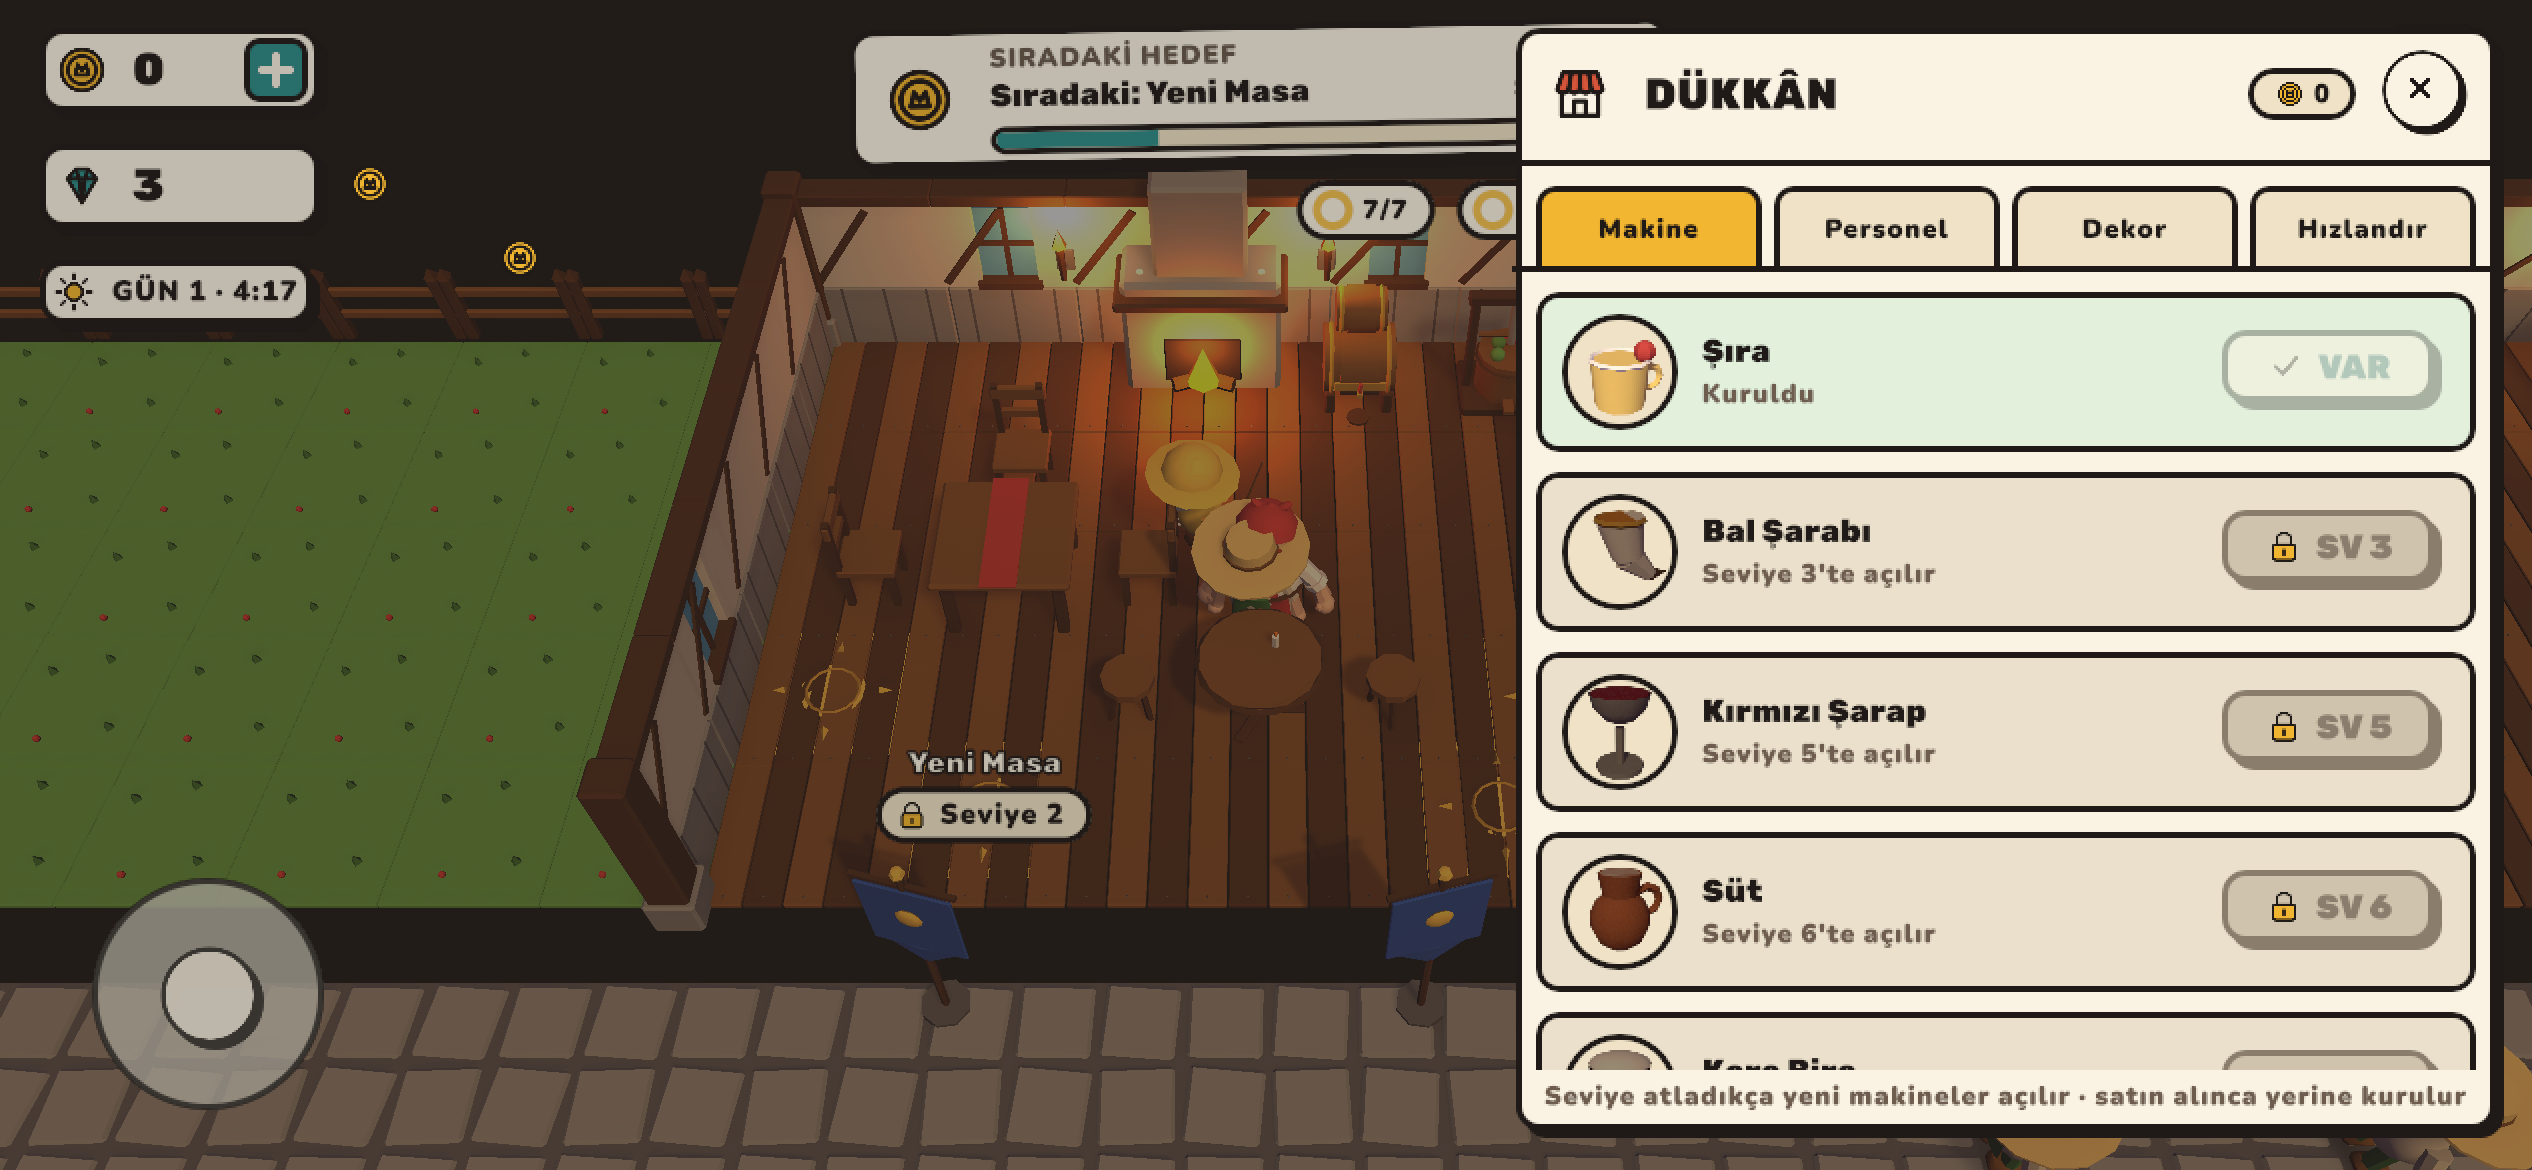 0
3
GÜN 1 · 4:17
SIRADAKİ HEDEF
Sıradaki: Yeni Masa
7/7
Yeni Masa
Seviye 2
DÜKKÂN
0
Makine
Personel
Dekor
Hızlandır
Şıra
Kuruldu
VAR
Bal Şarabı
Seviye 3'te açılır
SV 3
Kırmızı Şarap
Seviye 5'te açılır
SV 5
Süt
Seviye 6'te açılır
SV 6
Seviye atladıkça yeni makineler açılır · satın alınca yerine kurulur